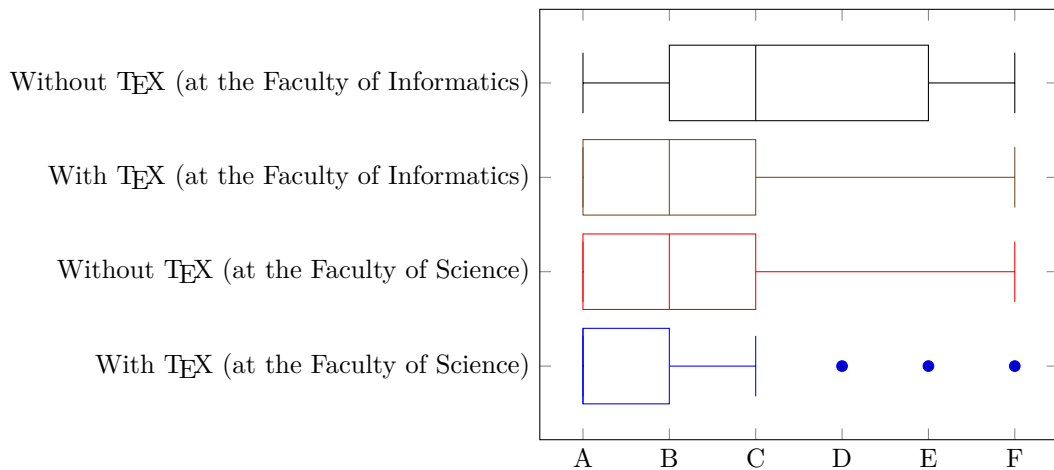 Without TEX (at the Faculty of Informatics)
With TEX (at the Faculty of Informatics)
Without TEX (at the Faculty of Science)
With TEX (at the Faculty of Science)
A B C D E F